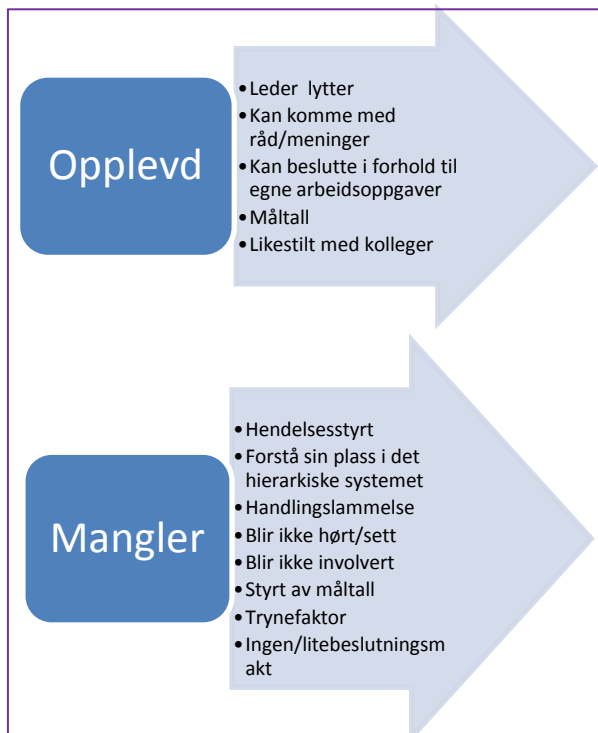 Opplevd
•Leder  lytter
•Kan komme med
råd/meninger
•Kan beslutte i forhold til
egne arbeidsoppgaver
•Måltall
•Likestilt med kolleger
Mangler
•Hendelsesstyrt
•Forstå sin plass i det
hierarkiske systemet
•Handlingslammelse
•Blir ikke hørt/sett
•Blir ikke involvert
•Styrt av måltall
•Trynefaktor
•Ingen/litebeslutningsm
akt